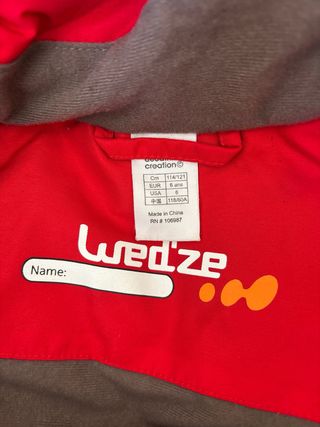 creation©
Cm 114/121
EUR 6 ans
USA 6
中国 118/60A
Made in China
RN # 106987
Wed'ze
Name: